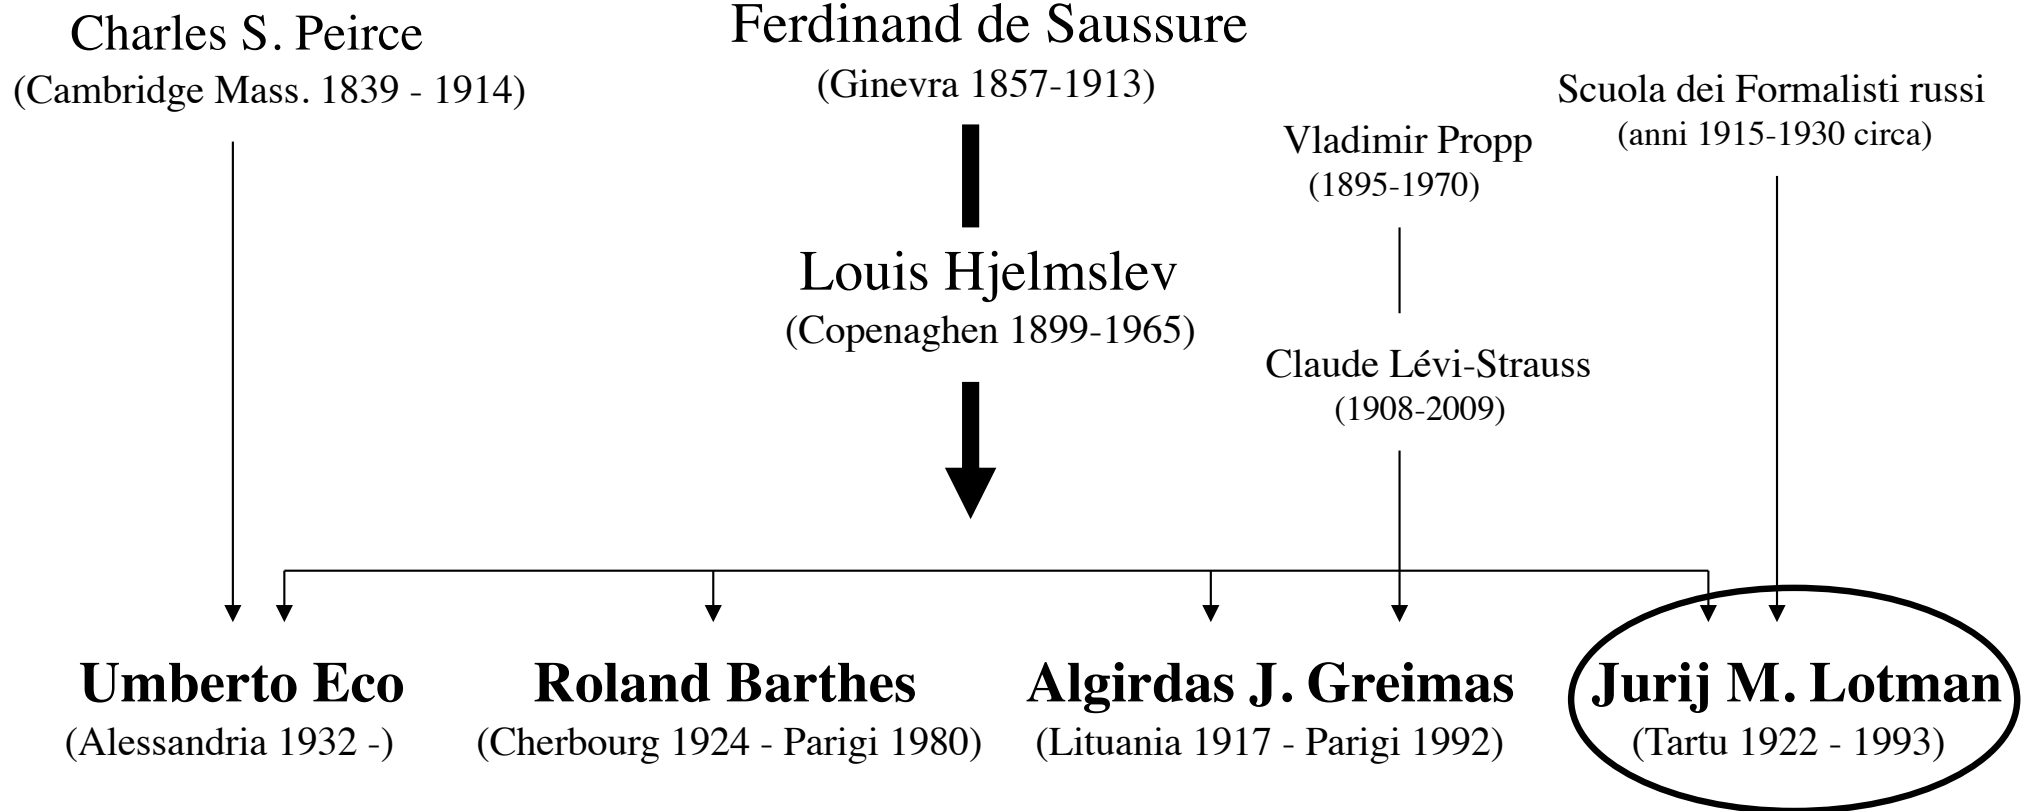 Charles S. Peirce
(Cambridge Mass. 1839 - 1914)
Ferdinand de Saussure
(Ginevra 1857-1913)
Scuola dei Formalisti russi
(anni 1915-1930 circa)
Vladimir Propp
(1895-1970)
Louis Hjelmslev
(Copenaghen 1899-1965)
Claude Lévi-Strauss
(1908-2009)
Umberto Eco
(Alessandria 1932 -)
Roland Barthes
(Cherbourg 1924 - Parigi 1980)
Algirdas J. Greimas
(Lituania 1917 - Parigi 1992)
Jurij M. Lotman
(Tartu 1922 - 1993)